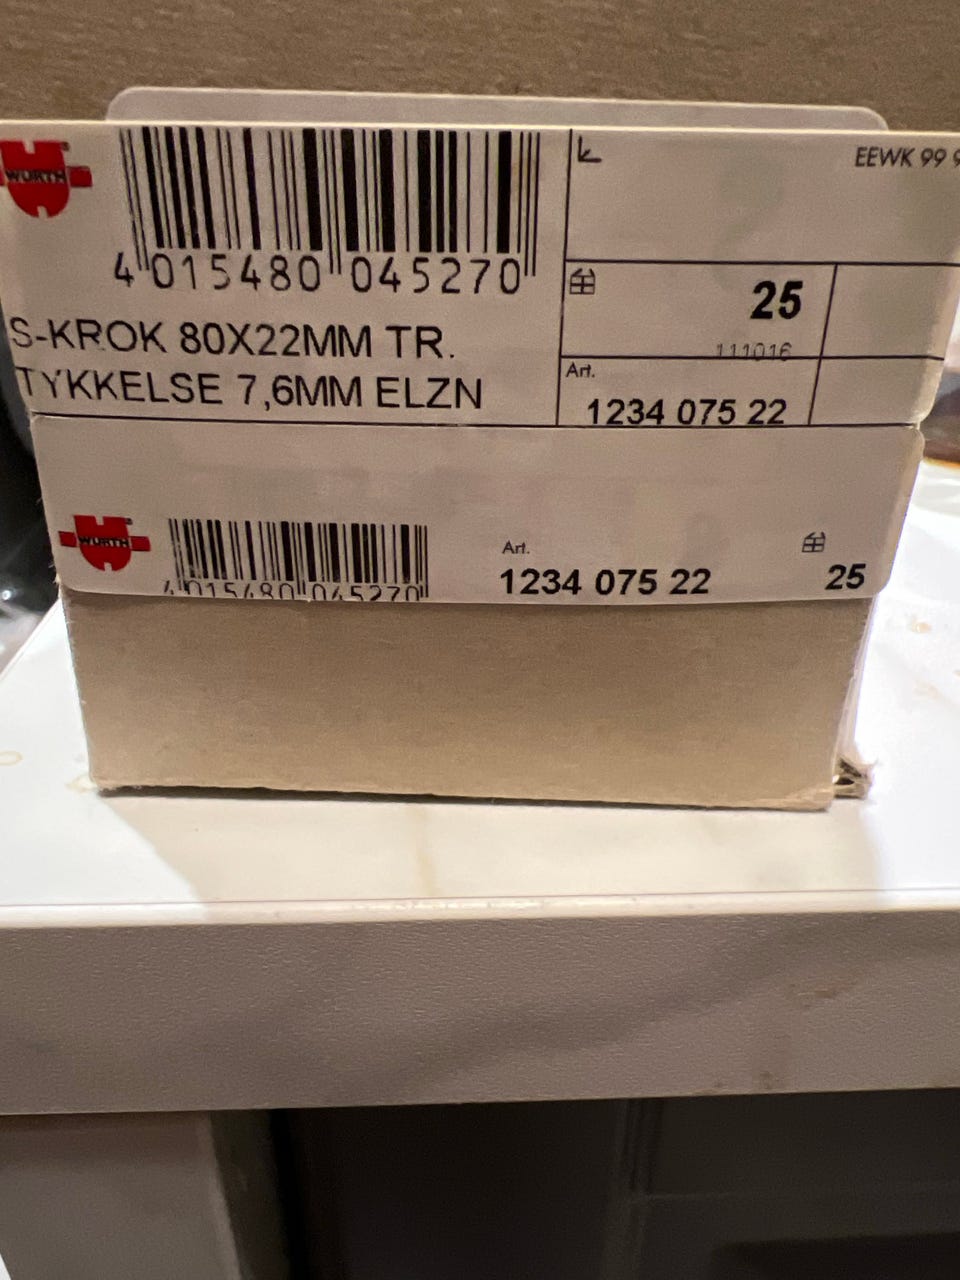 WÜRTH
4 015480 045270
S-KROK 80X22MM TR.
TYKKELSE 7,6MM ELZN
EEWK 99 9
25
111016
Art.
1234 075 22
WÜRTH
4 015480 045270
Art.
1234 075 22
25